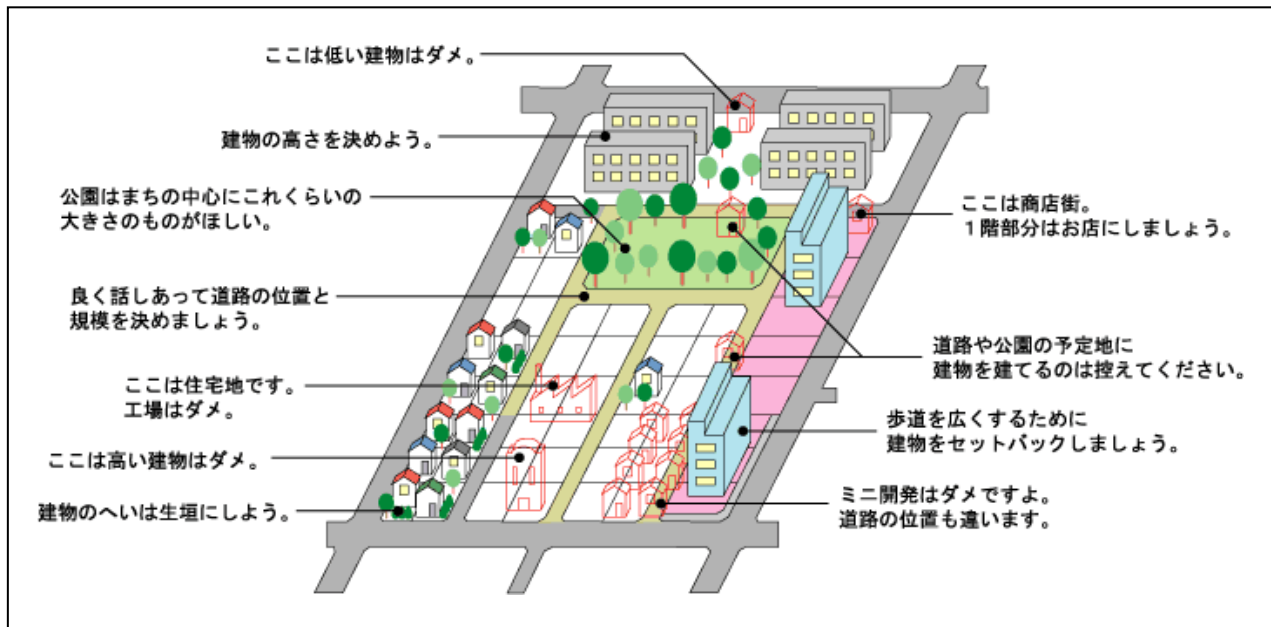 ここは低い建物はダメ。
建物の高さを決めよう。
公園はまちの中心にこれくらいの
大きさのものがほしい。
良く話しあって道路の位置と
規模を決めましょう。
ここは住宅地です。
工場はダメ。
ここは高い建物はダメ。
建物のへいは生垣にしよう。
ここは商店街。
１階部分はお店にしましょう。
道路や公園の予定地に
建物を建てるのは控えてください。
歩道を広くするために
建物をセットバックしましょう。
ミニ開発はダメですよ。
道路の位置も違います。